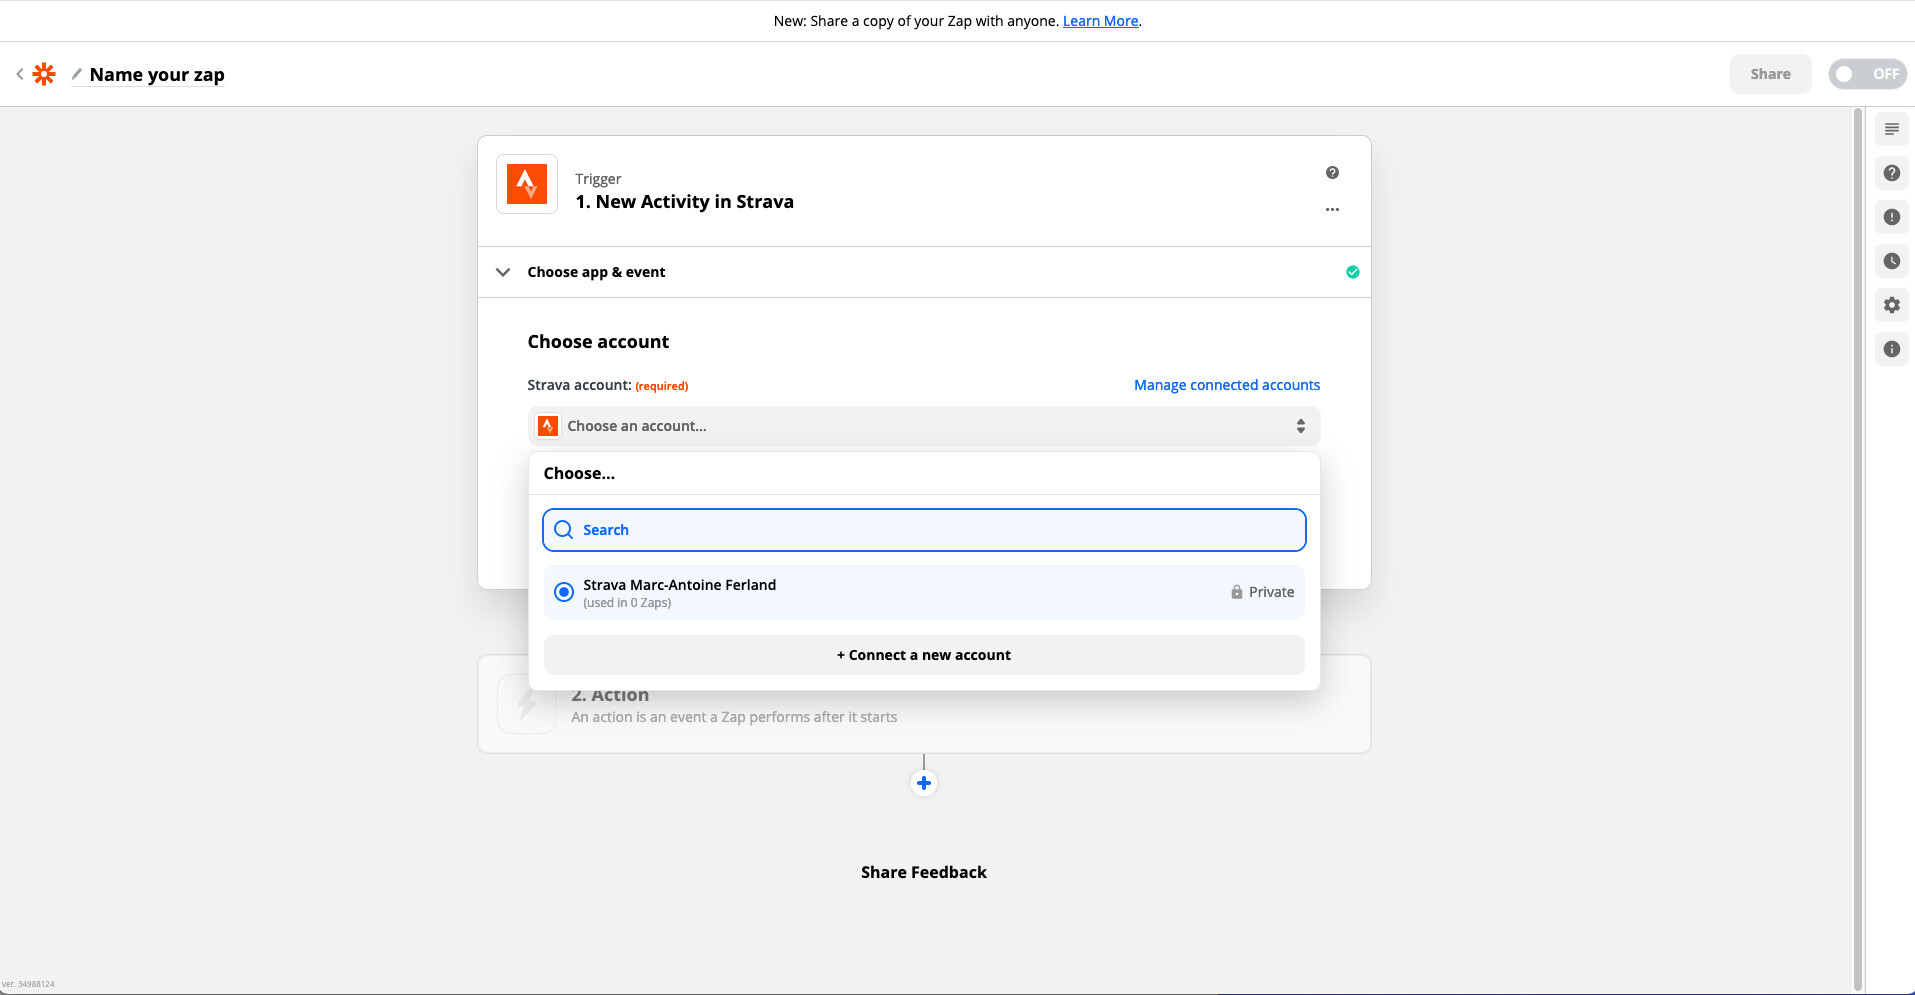 New: Share a copy of your Zap with anyone. Learn More.
Name your zap
Share
OFF
Trigger
1. New Activity in Strava
Choose app & event
Choose account
Strava account: (required)
Manage connected accounts
Choose an account...
Choose...
Search
Strava Marc-Antoine Ferland
(used in 0 Zaps)
Private
+ Connect a new account
2. Action
An action is an event a Zap performs after it starts
Share Feedback
ver. 34988124